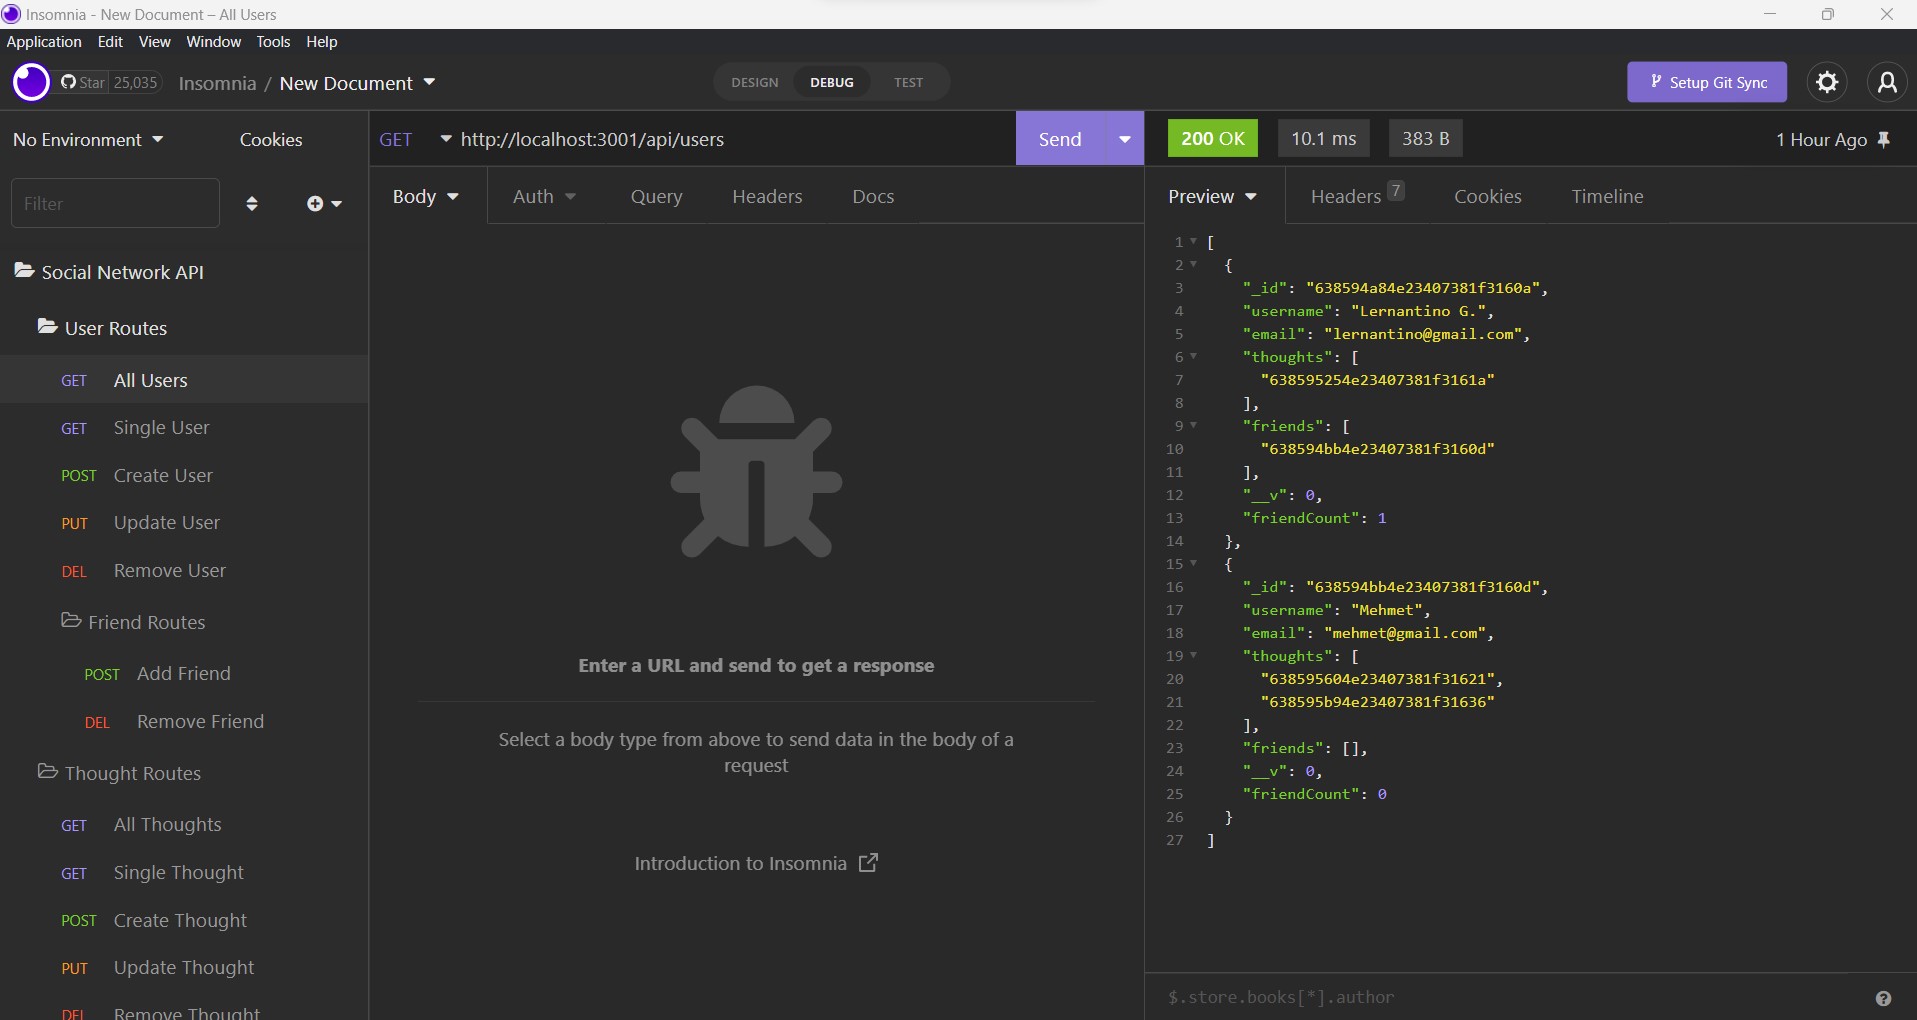 Insomnia - New Document – All Users
Application Edit View Window Tools Help
Star 25,035 Insomnia / New Document
DESIGN DEBUG TEST
Setup Git Sync
No Environment Cookies
Filter
Social Network API
User Routes
GET All Users
GET Single User
POST Create User
PUT Update User
DEL Remove User
Friend Routes
POST Add Friend
DEL Remove Friend
Thought Routes
GET All Thoughts
GET Single Thought
POST Create Thought
PUT Update Thought
DEL Remove Thought
GET http://localhost:3001/api/users Send
Body Auth Query Headers Docs
Enter a URL and send to get a response
Select a body type from above to send data in the body of a
request
Introduction to Insomnia
200 OK 10.1 ms 383 B 1 Hour Ago
Preview Headers 7 Cookies Timeline
1 [
2 {
3 "_id": "638594a84e23407381f3160a",
4 "username": "Lernantino G.",
5 "email": "lernantino@gmail.com",
6 "thoughts": [
7 "638595254e23407381f3161a"
8 ],
9 "friends": [
10 "638594bb4e23407381f3160d"
11 ],
12 "__v": 0,
13 "friendCount": 1
14 },
15 {
16 "_id": "638594bb4e23407381f3160d",
17 "username": "Mehmet",
18 "email": "mehmet@gmail.com",
19 "thoughts": [
20 "638595604e23407381f31621",
21 "638595b94e23407381f31636"
22 ],
23 "friends": [],
24 "__v": 0,
25 "friendCount": 0
26 }
27 ]
$.store.books[*].author